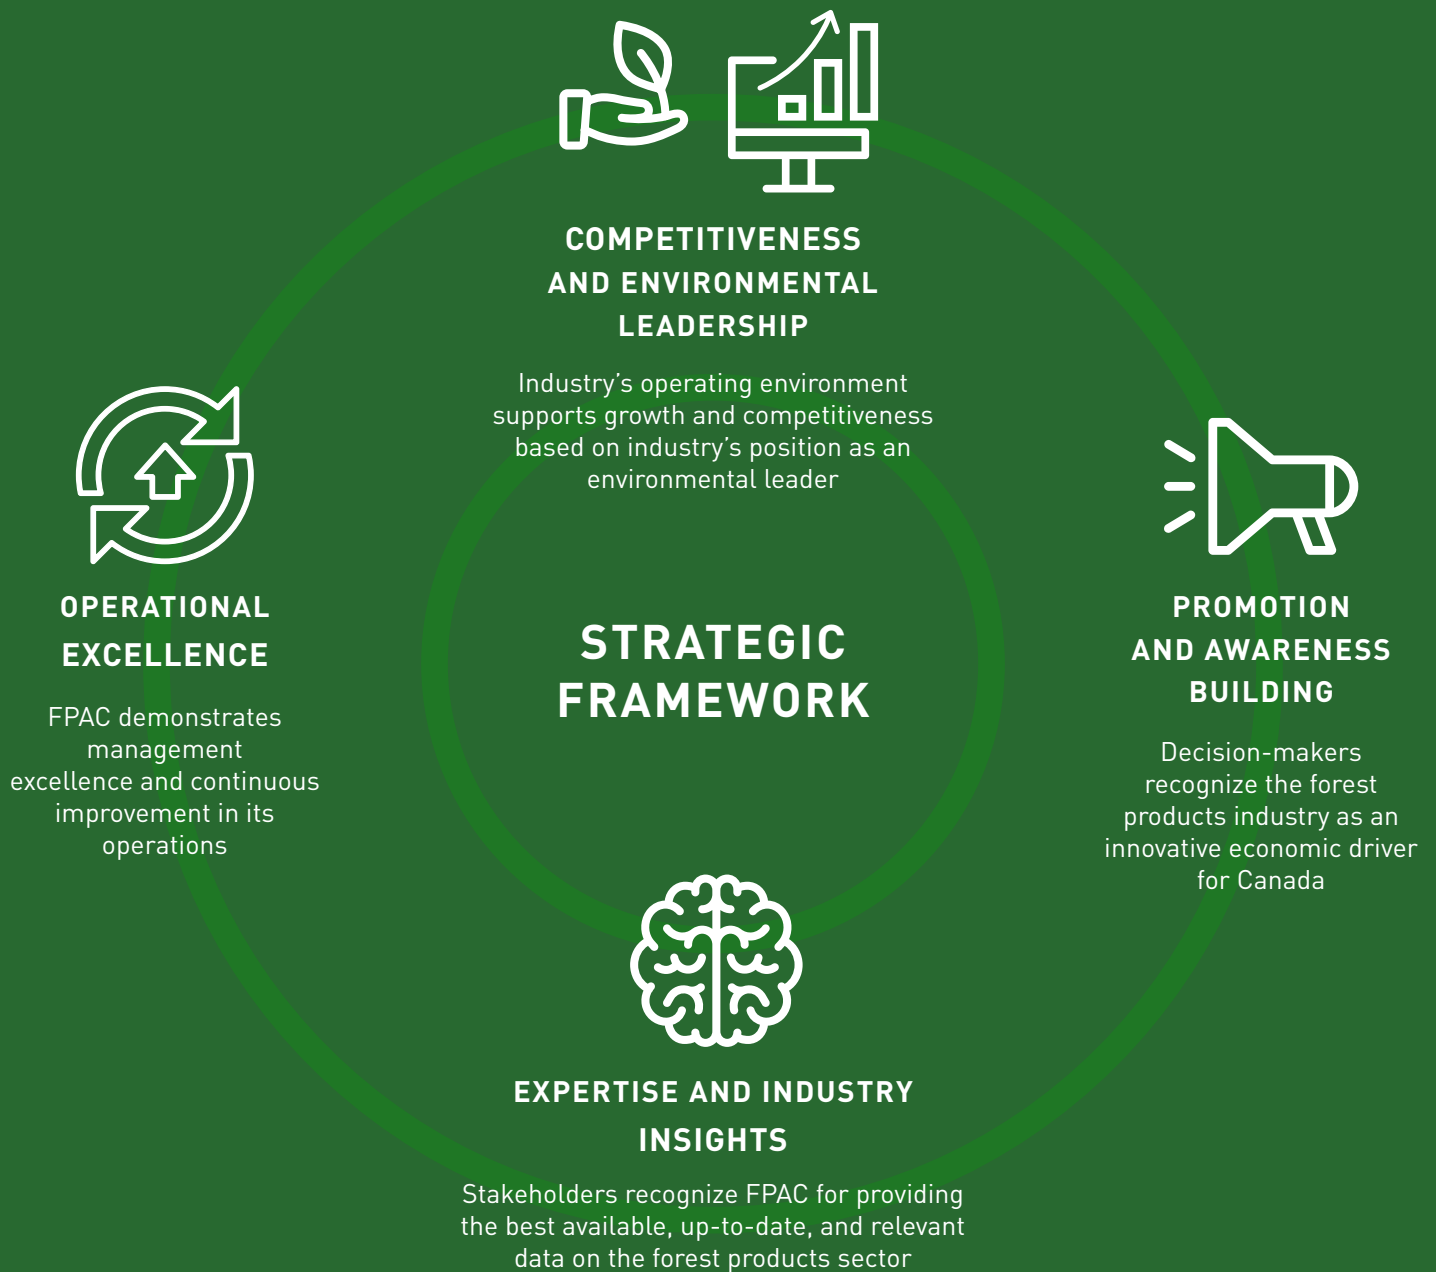 COMPETITIVENESS
AND ENVIRONMENTAL
LEADERSHIP
Industry’s operating environment
supports growth and competitiveness
based on industry’s position as an
environmental leader
OPERATIONAL
EXCELLENCE
FPAC demonstrates
management
excellence and continuous
improvement in its
operations
STRATEGIC
FRAMEWORK
PROMOTION
AND AWARENESS
BUILDING
Decision-makers
recognize the forest
products industry as an
innovative economic driver
for Canada
EXPERTISE AND INDUSTRY
INSIGHTS
Stakeholders recognize FPAC for providing
the best available, up-to-date, and relevant
data on the forest products sector